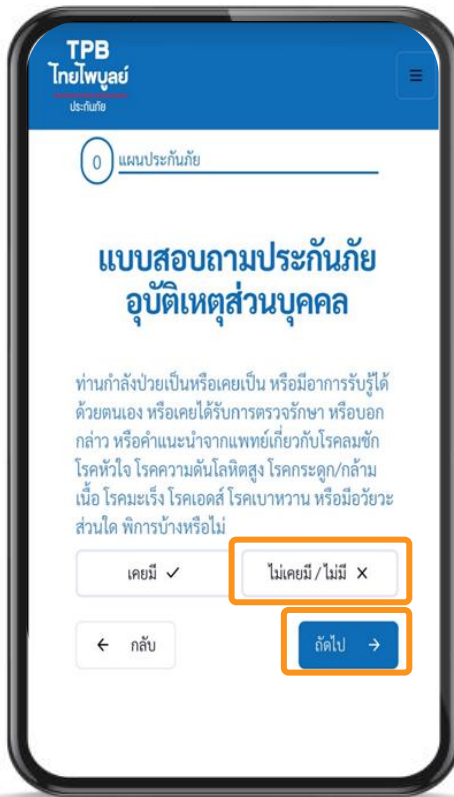 TPB
ไทยไพบูลย์
ประกันภัย
0 แผนประกันภัย
แบบสอบถามประกันภัย
อุบัติเหตุส่วนบุคคล
ท่านกำลังป่วยเป็นหรือเคยเป็น หรือมีอาการรับรู้ได้
ด้วยตนเอง หรือเคยได้รับการตรวจรักษา หรือบอก
กล่าว หรือคำแนะนำจากแพทย์เกี่ยวกับโรคลมชัก
โรคหัวใจ โรคความดันโลหิตสูง โรคกระดูก/กล้าม
เนื้อ โรคมะเร็ง โรคเอดส์ โรคเบาหวาน หรือมีอวัยวะ
ส่วนใด พิการบ้างหรือไม่
เคยมี ✓ ไม่เคยมี / ไม่มี ✕
← กลับ ถัดไป →